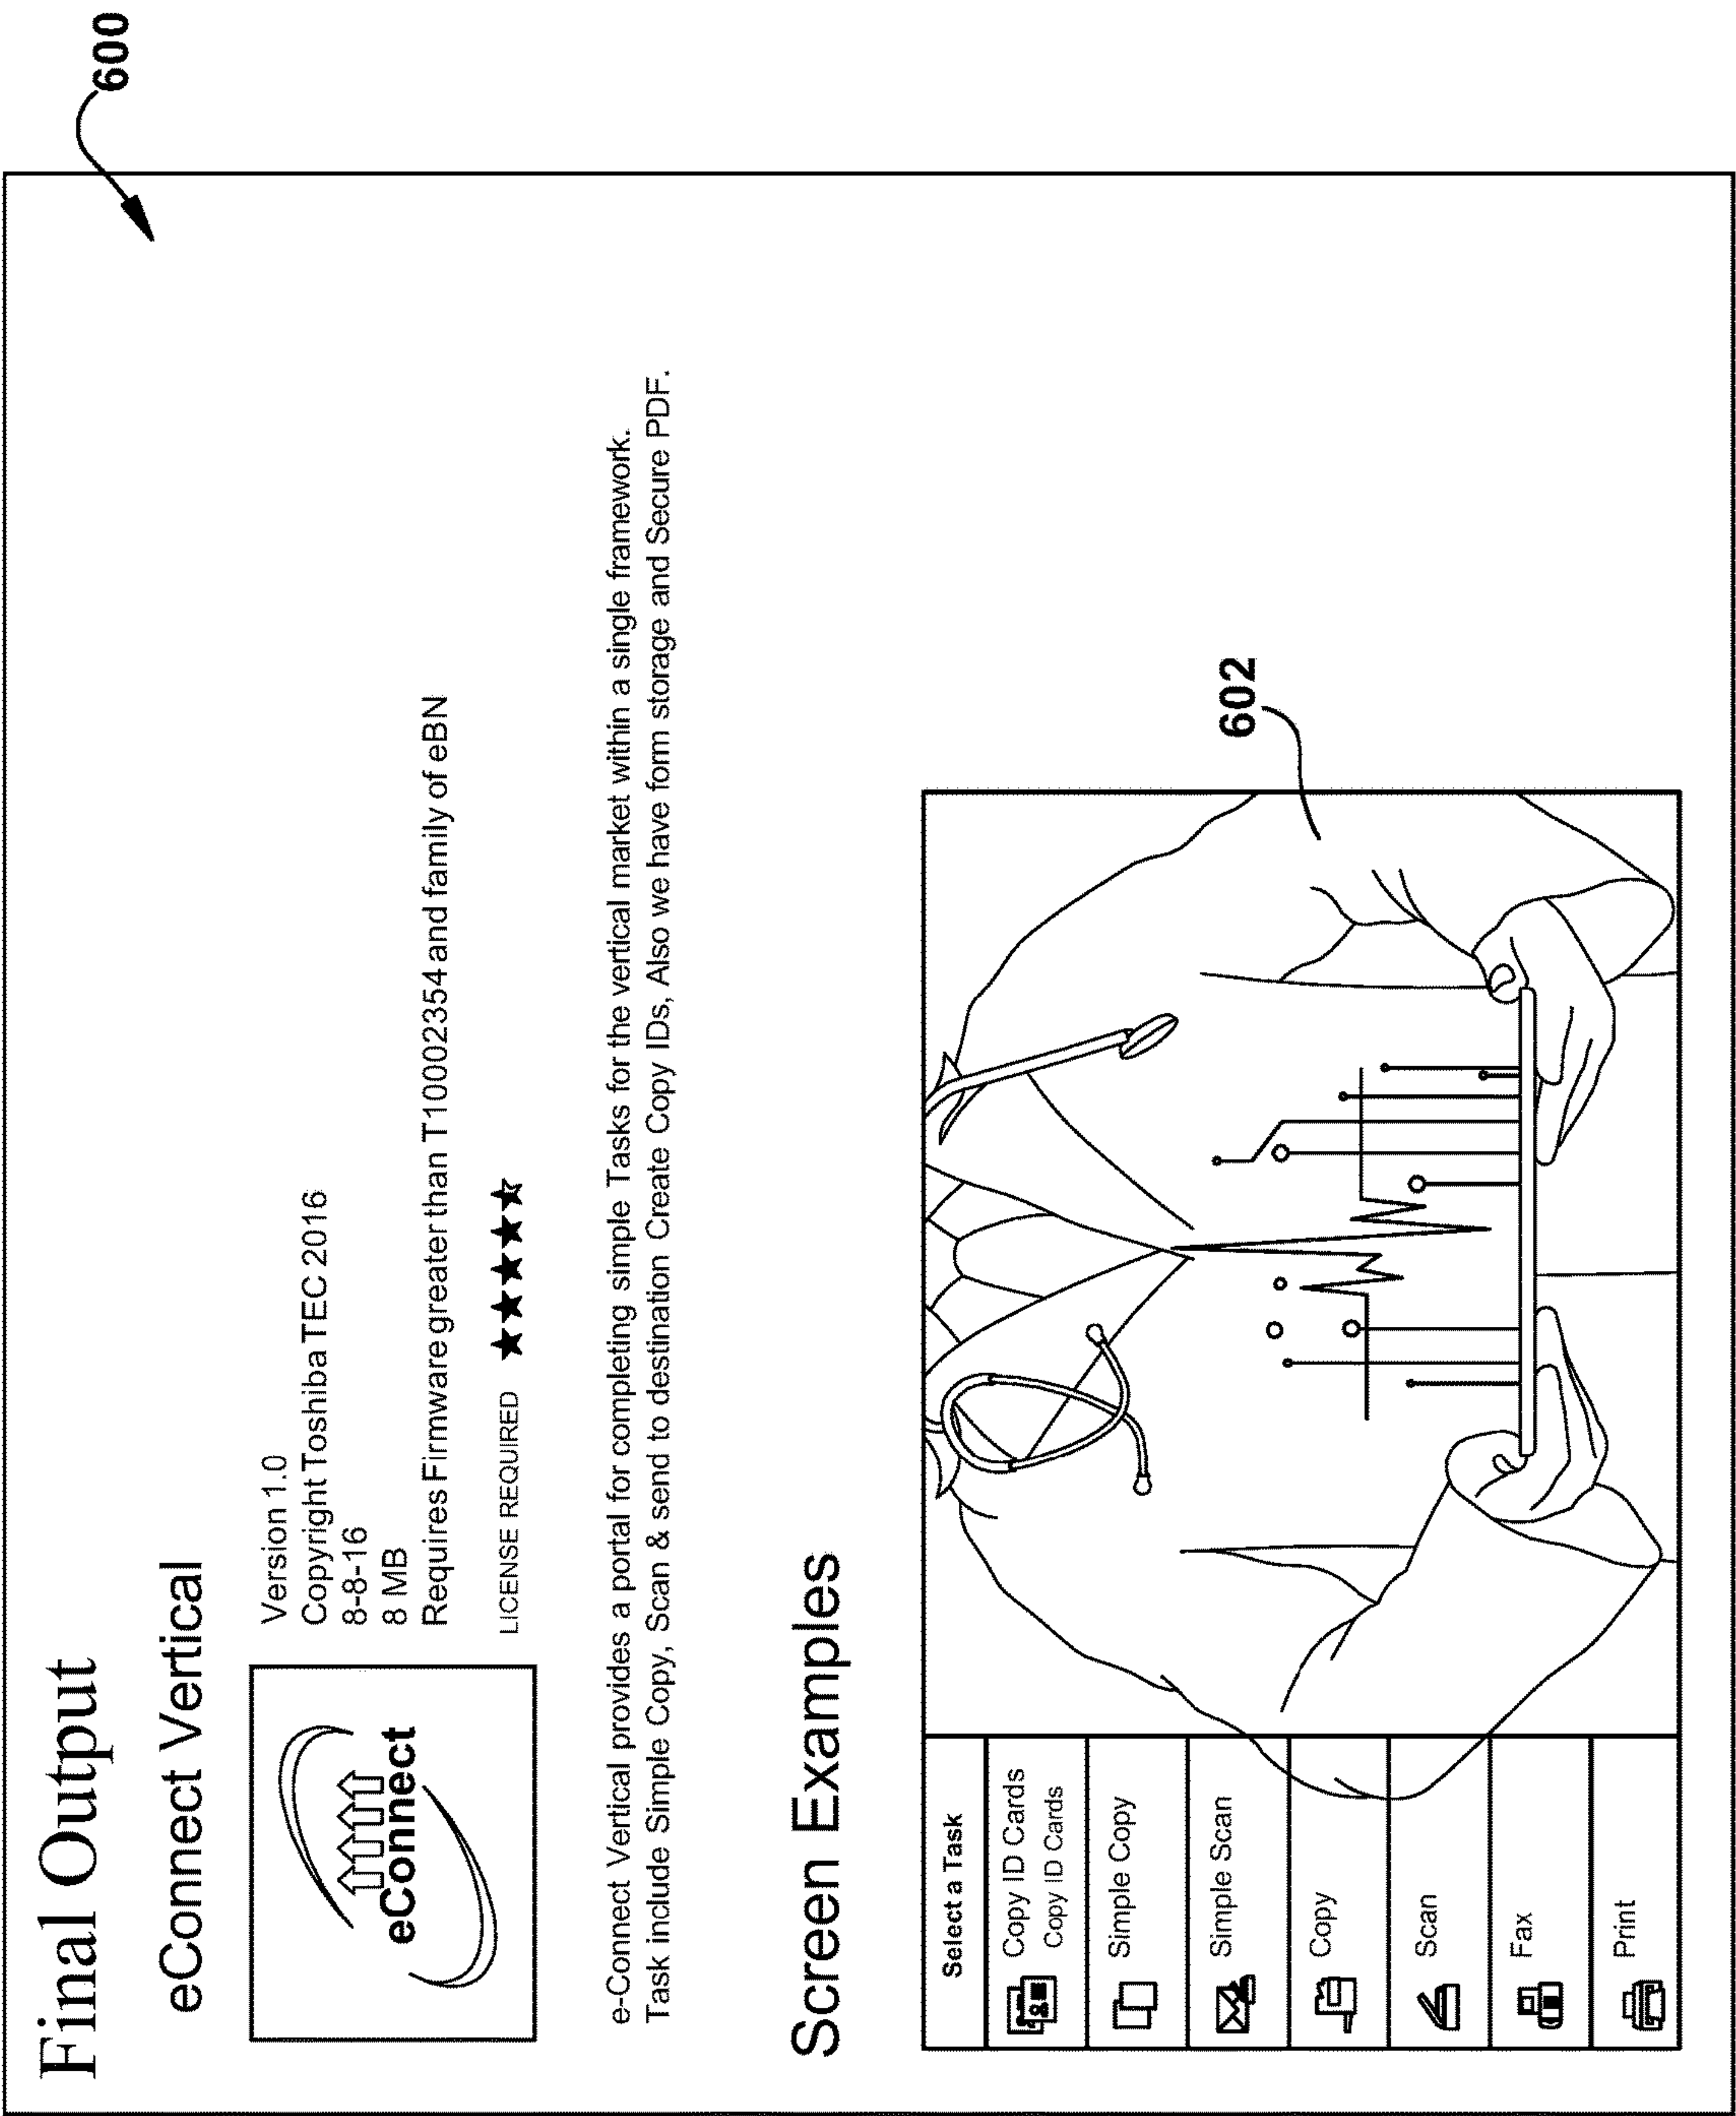 600
Final Output
eConnect Vertical
eConnect
Version 1.0
Copyright Toshiba TEC 2016
8-8-16
8 MB
Requires Firmware greater than T10002354 and family of eBN
LICENSE REQUIRED
e-Connect Vertical provides a portal for completing simple Tasks for the vertical market within a single framework.
Task include Simple Copy, Scan & send to destination Create Copy IDs, Also we have form storage and Secure PDF.
Screen Examples
602
Select a Task
Copy ID Cards
Copy ID Cards
Simple Copy
Simple Scan
Copy
Scan
Fax
Print